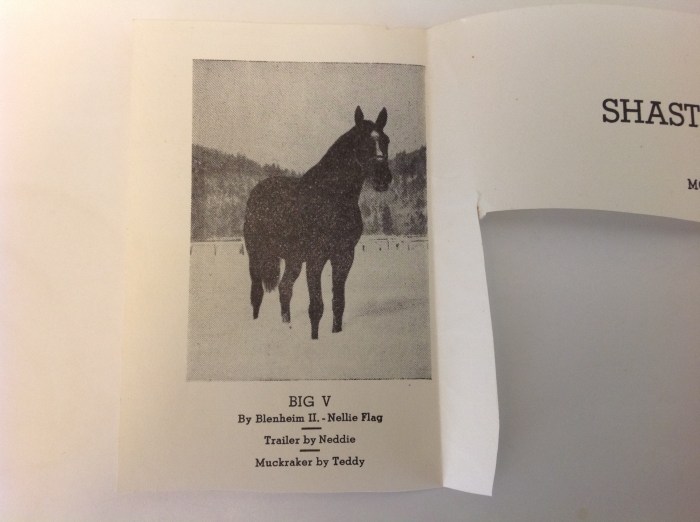 BIG V
By Blenheim II. - Nellie Flag
Trailer by Neddie
Muckraker by Teddy
SHAST